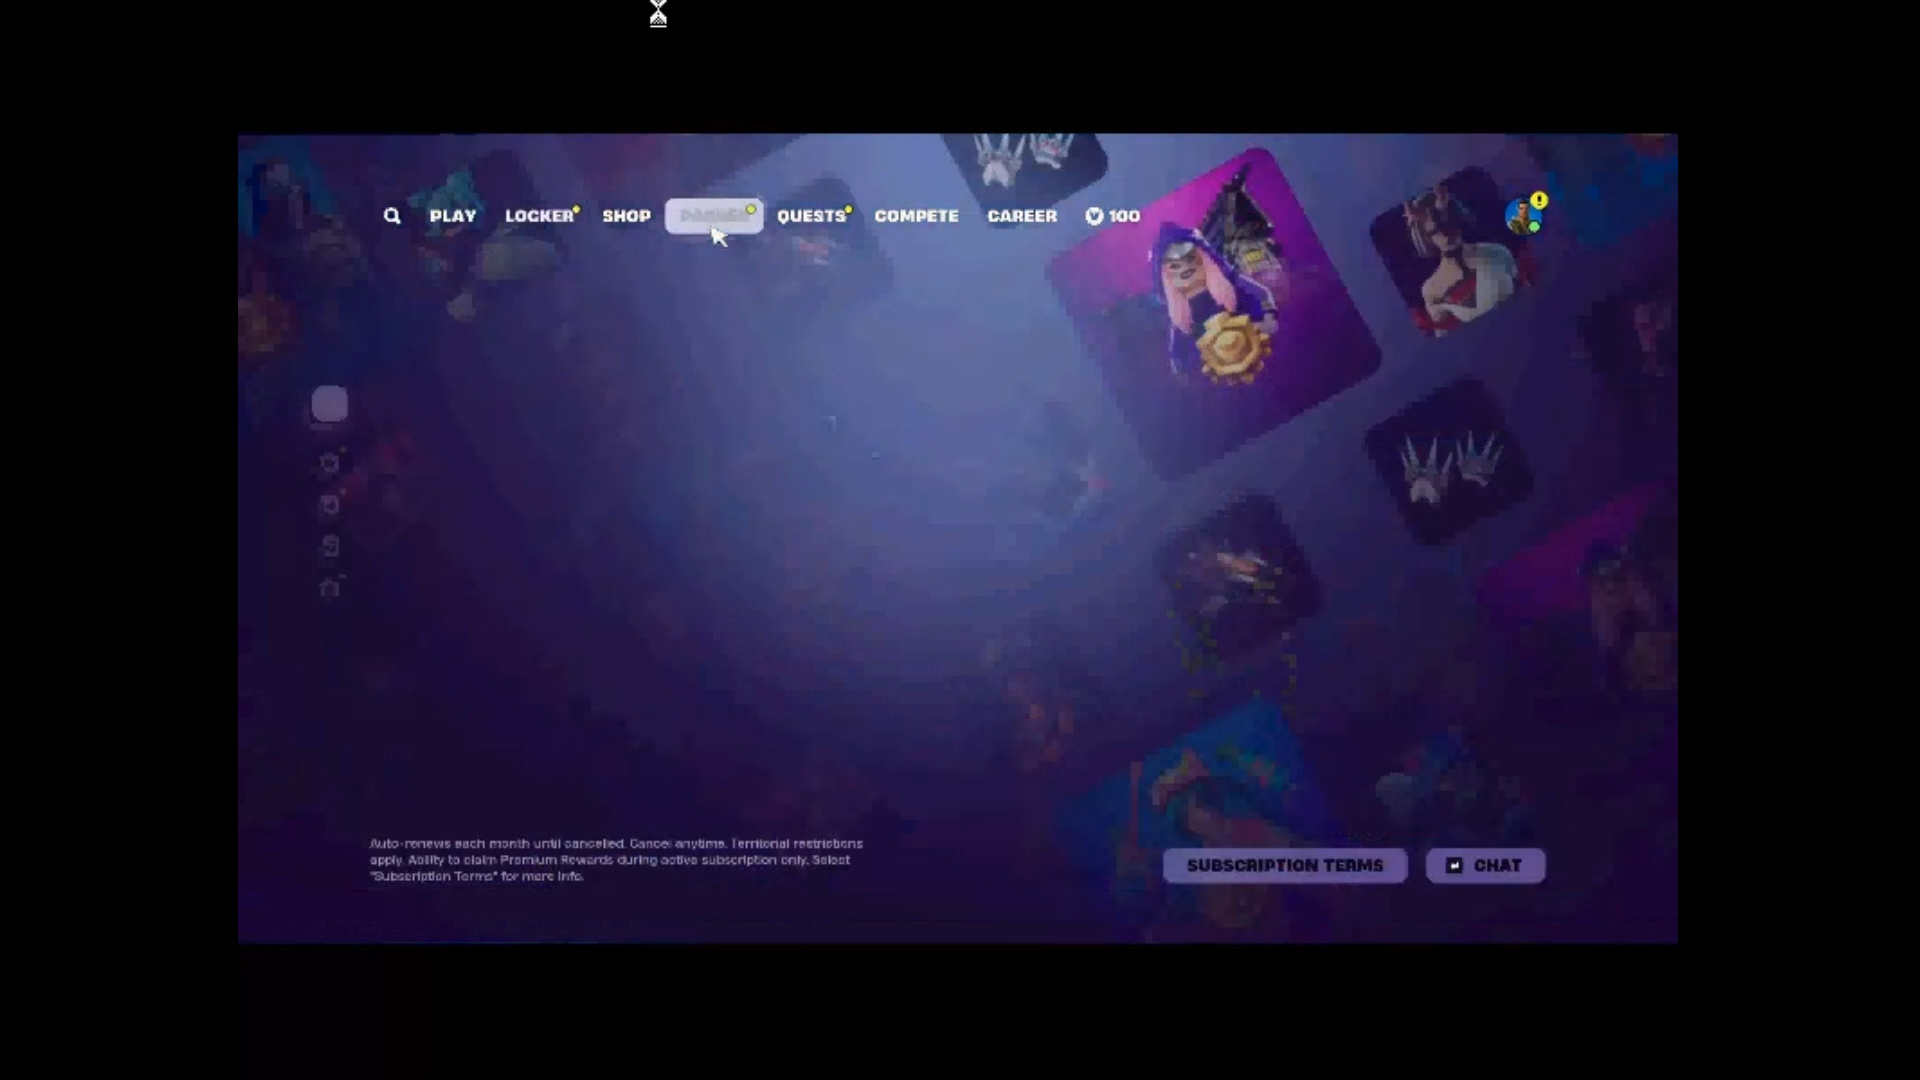 PLAY LOCKER SHOP PASSES QUESTS COMPETE CAREER 100
Auto-renews each month until cancelled. Cancel anytime. Territorial restrictions
apply. Ability to claim Premium Rewards during active subscription only. Select
"Subscription Terms" for more info.
SUBSCRIPTION TERMS
CHAT